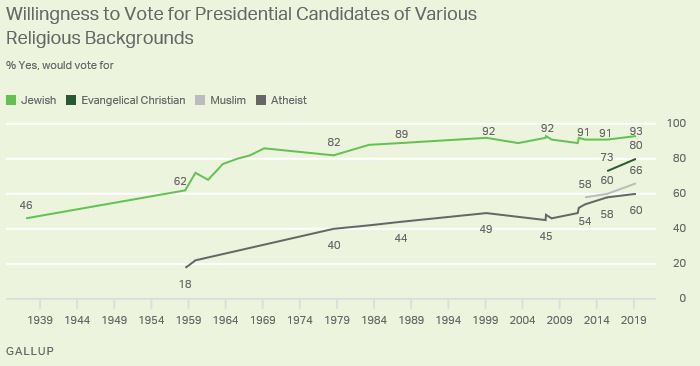 Willingness to Vote for Presidential Candidates of Various
Religious Backgrounds
% Yes, would vote for
Jewish Evangelical Christian Muslim Atheist
100
80
60
40
20
0
46 62 82 89 92 92 91 91 93
73 80
58 60 66
18 40 44 49 45 54 58 60
1939 1944 1949 1954 1959 1964 1969 1974 1979 1984 1989 1994 1999 2004 2009 2014 2019
GALLUP